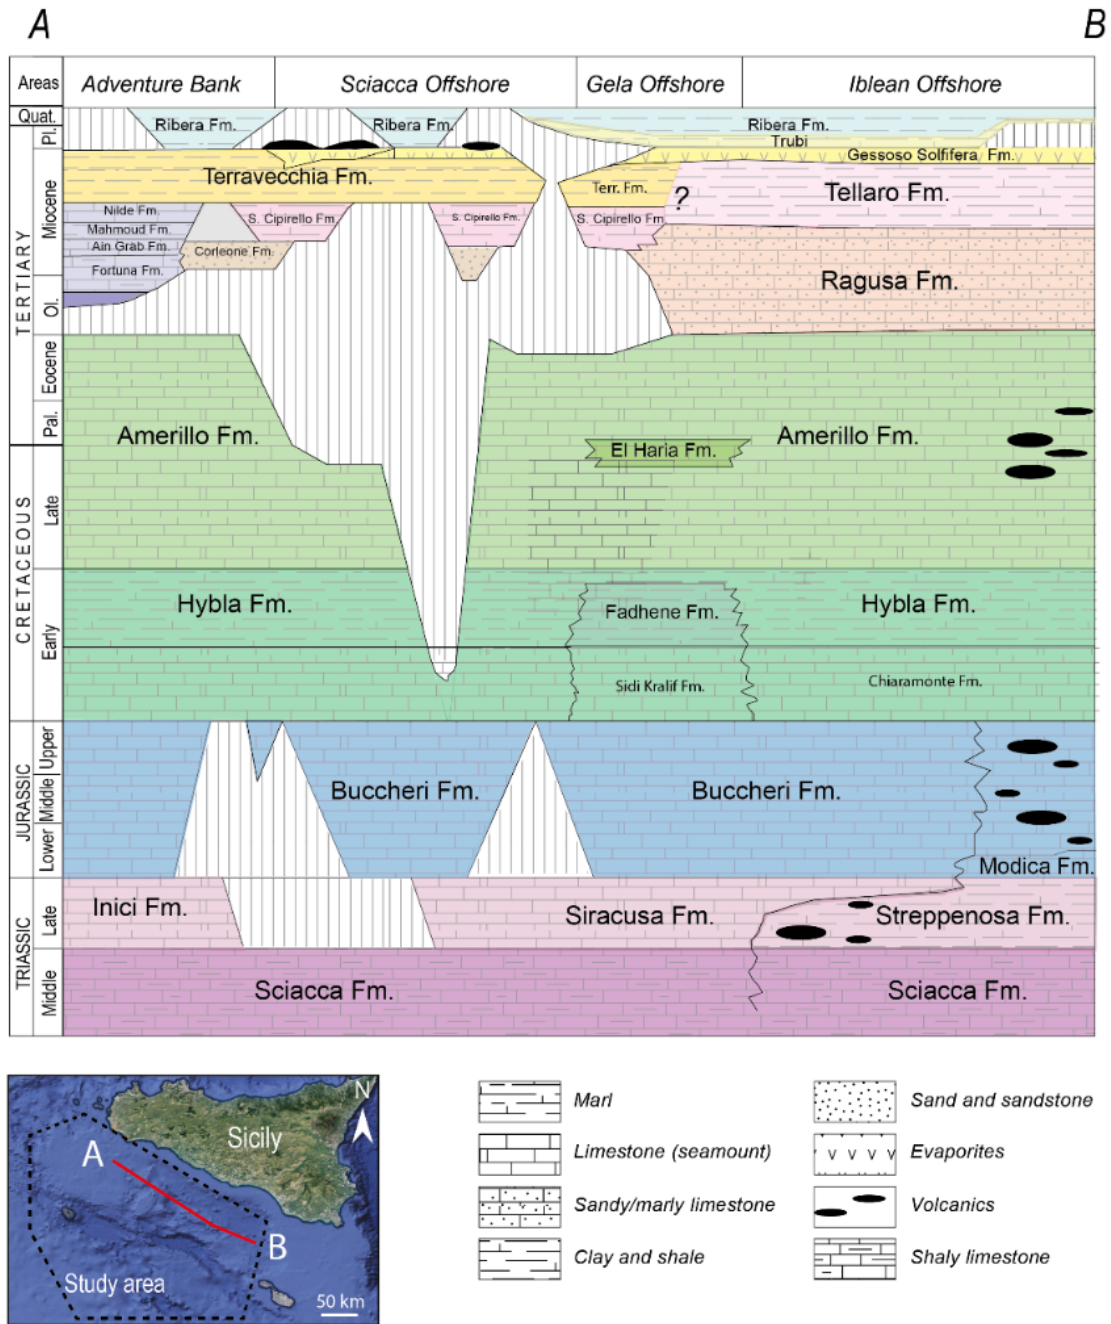 A
B
Areas
Adventure Bank
Sciacca Offshore
Gela Offshore
Iblean Offshore
Quat.
Pl.
Miocene
Ol.
Eocene
Pal.
TERTIARY
Late
Early
CRETACEOUS
Upper
Middle
Lower
JURASSIC
Late
Middle
TRIASSIC
Ribera Fm.
Ribera Fm.
Ribera Fm.
Trubi
Gessoso Solfifera Fm.
Terravecchia Fm.
Terr. Fm.
?
Tellaro Fm.
Nilde Fm.
Mahmoud Fm.
Ain Grab Fm.
Fortuna Fm.
S. Cipirello Fm.
Corleone Fm.
S. Cipirello Fm.
S. Cipirello Fm.
Ragusa Fm.
Amerillo Fm.
El Haria Fm.
Amerillo Fm.
Hybla Fm.
Fadhene Fm.
Hybla Fm.
Sidi Kralif Fm.
Chiaramonte Fm.
Buccheri Fm.
Buccheri Fm.
Modica Fm.
Inici Fm.
Siracusa Fm.
Streppenosa Fm.
Sciacca Fm.
Sciacca Fm.
N
Sicily
A
B
Study area
50 km
Marl
Limestone (seamount)
Sandy/marly limestone
Clay and shale
Sand and sandstone
Evaporites
Volcanics
Shaly limestone